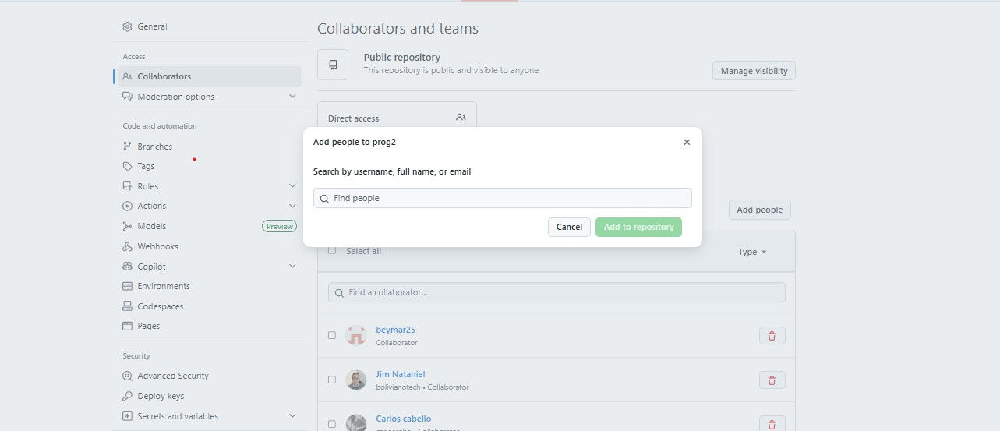 General
Access
Collaborators
Moderation options
Code and automation
Branches
Tags
Rules
Actions
Models Preview
Webhooks
Copilot
Environments
Codespaces
Pages
Security
Advanced Security
Deploy keys
Secrets and variables
Collaborators and teams
Public repository
This repository is public and visible to anyone
Manage visibility
Direct access
Add people to prog2
Search by username, full name, or email
Find people
Cancel Add to repository
Add people
Select all Type
Find a collaborator...
beymar25
Collaborator
Jim Nataniel
bolivianotech • Collaborator
Carlos cabello
• Collaborator